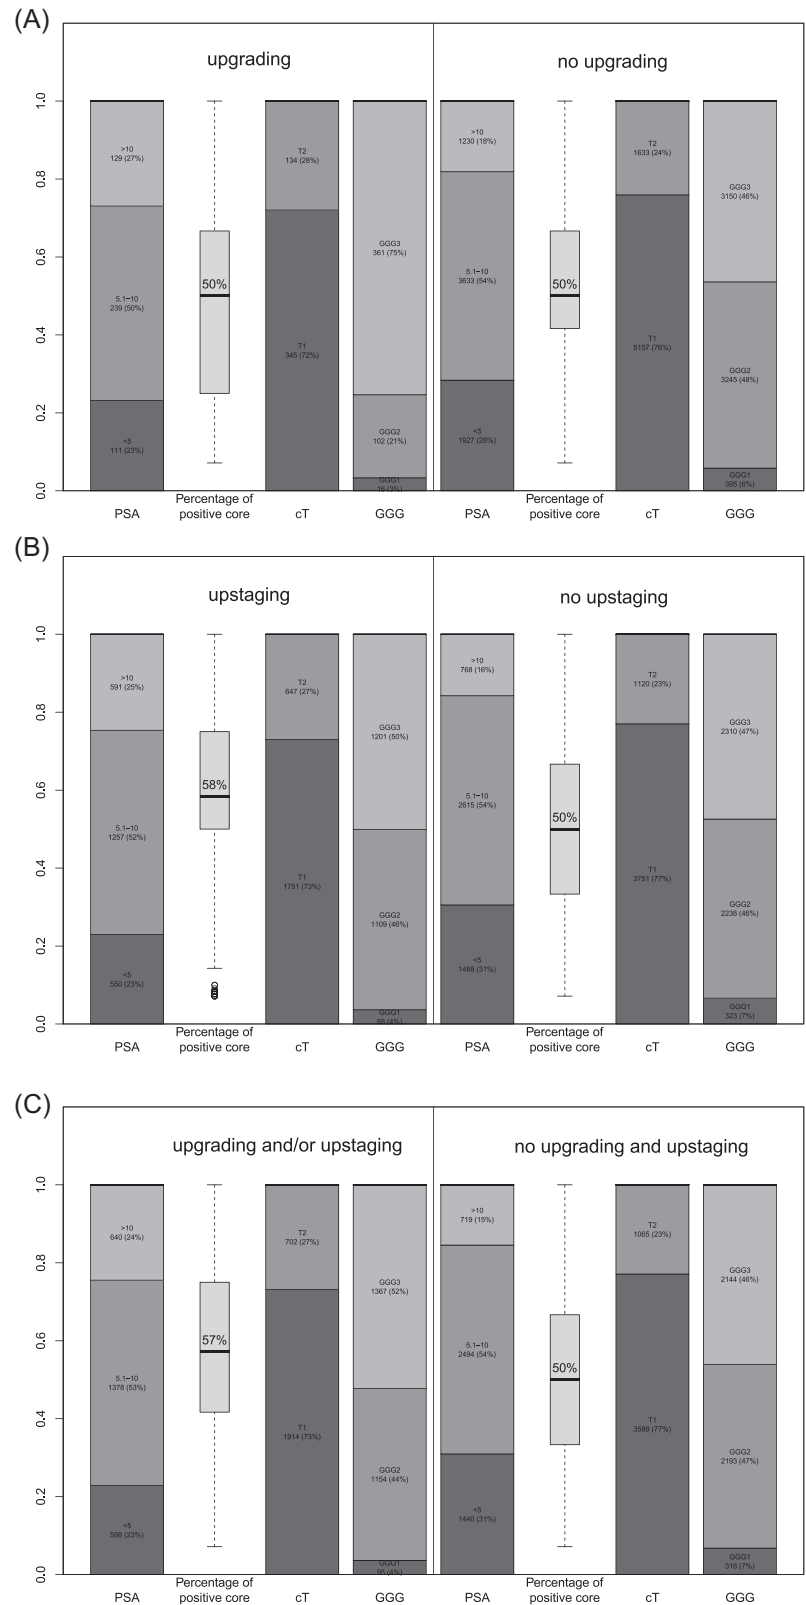 (A)
upgrading
no upgrading
1.0
0.8
0.6
0.4
0.2
0.0
>10
129 (27%)
5.1–10
239 (50%)
<5
111 (23%)
50%
T2
134 (28%)
T1
345 (72%)
GGG3
361 (75%)
GGG2
102 (21%)
GGG1
16 (3%)
>10
1230 (18%)
5.1–10
3633 (54%)
<5
1927 (28%)
50%
T2
1633 (24%)
T1
5157 (76%)
GGG3
3150 (46%)
GGG2
3245 (48%)
GGG1
395 (6%)
PSA
Percentage of
positive core
cT
GGG
PSA
Percentage of
positive core
cT
GGG
(B)
upstaging
no upstaging
1.0
0.8
0.6
0.4
0.2
0.0
>10
591 (25%)
5.1–10
1257 (52%)
<5
550 (23%)
58%
T2
647 (27%)
T1
1751 (73%)
GGG3
1201 (50%)
GGG2
1109 (46%)
GGG1
88 (4%)
>10
768 (16%)
5.1–10
2615 (54%)
<5
1488 (31%)
50%
T2
1120 (23%)
T1
3751 (77%)
GGG3
2310 (47%)
GGG2
2238 (46%)
GGG1
323 (7%)
PSA
Percentage of
positive core
cT
GGG
PSA
Percentage of
positive core
cT
GGG
(C)
upgrading and/or upstaging
no upgrading and upstaging
1.0
0.8
0.6
0.4
0.2
0.0
>10
640 (24%)
5.1–10
1378 (53%)
<5
598 (23%)
57%
T2
702 (27%)
T1
1914 (73%)
GGG3
1367 (52%)
GGG2
1154 (44%)
GGG1
95 (4%)
>10
719 (15%)
5.1–10
2494 (54%)
<5
1440 (31%)
50%
T2
1065 (23%)
T1
3588 (77%)
GGG3
2144 (46%)
GGG2
2193 (47%)
GGG1
316 (7%)
PSA
Percentage of
positive core
cT
GGG
PSA
Percentage of
positive core
cT
GGG